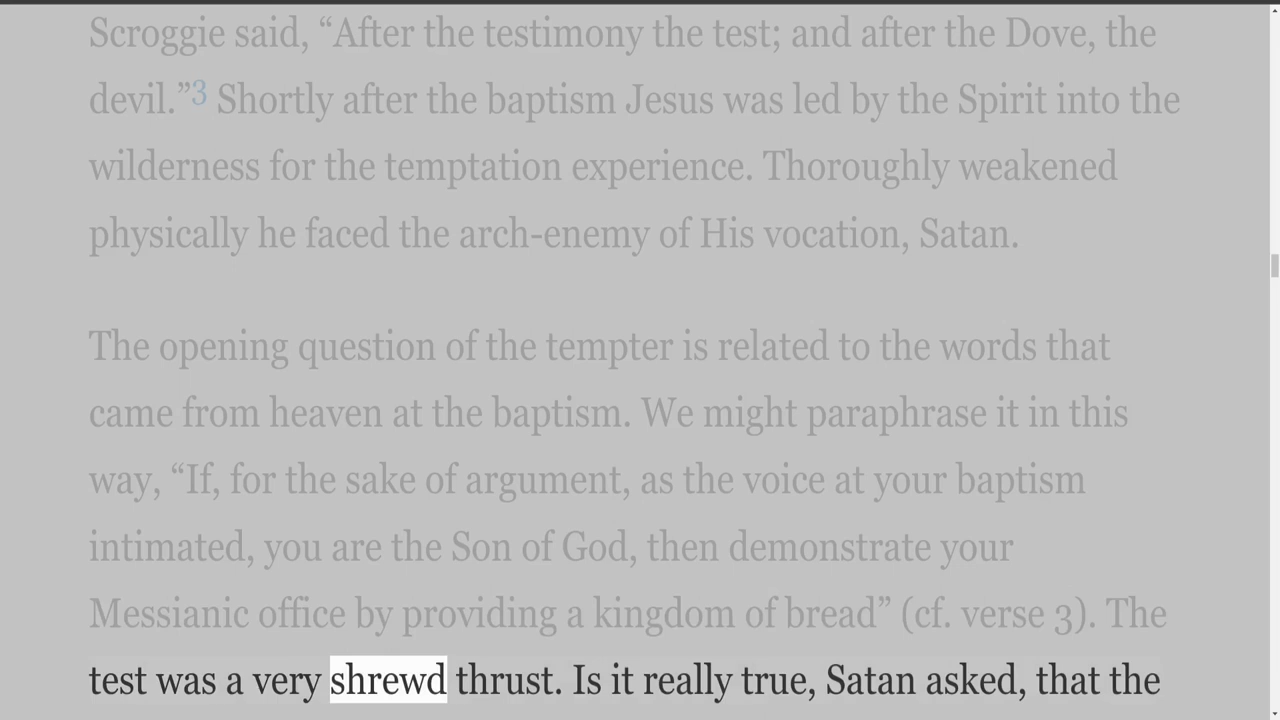 Scroggie said, “After the testimony the test; and after the Dove, the
devil.”3 Shortly after the baptism Jesus was led by the Spirit into the
wilderness for the temptation experience. Thoroughly weakened
physically he faced the arch-enemy of His vocation, Satan.
The opening question of the tempter is related to the words that
came from heaven at the baptism. We might paraphrase it in this
way, “If, for the sake of argument, as the voice at your baptism
intimated, you are the Son of God, then demonstrate your
Messianic office by providing a kingdom of bread” (cf. verse 3). The
test was a very shrewd thrust. Is it really true, Satan asked, that the